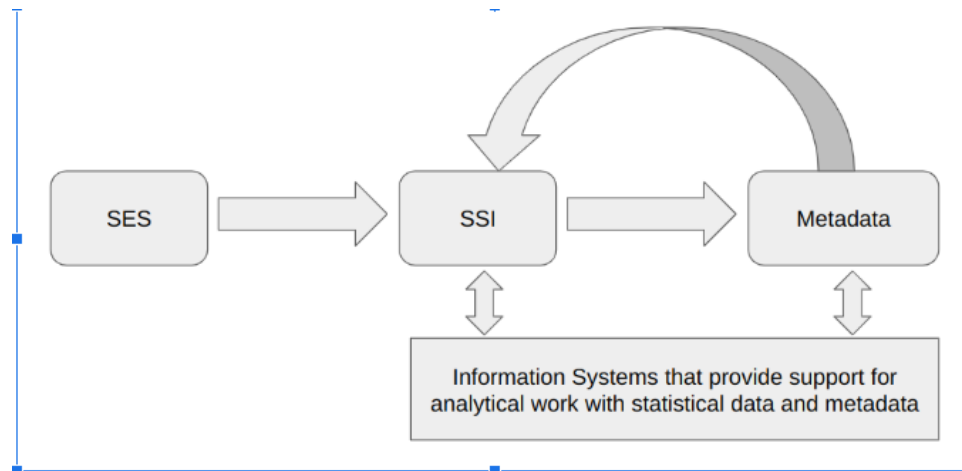 SES
SSI
Metadata
Information Systems that provide support for
analytical work with statistical data and metadata